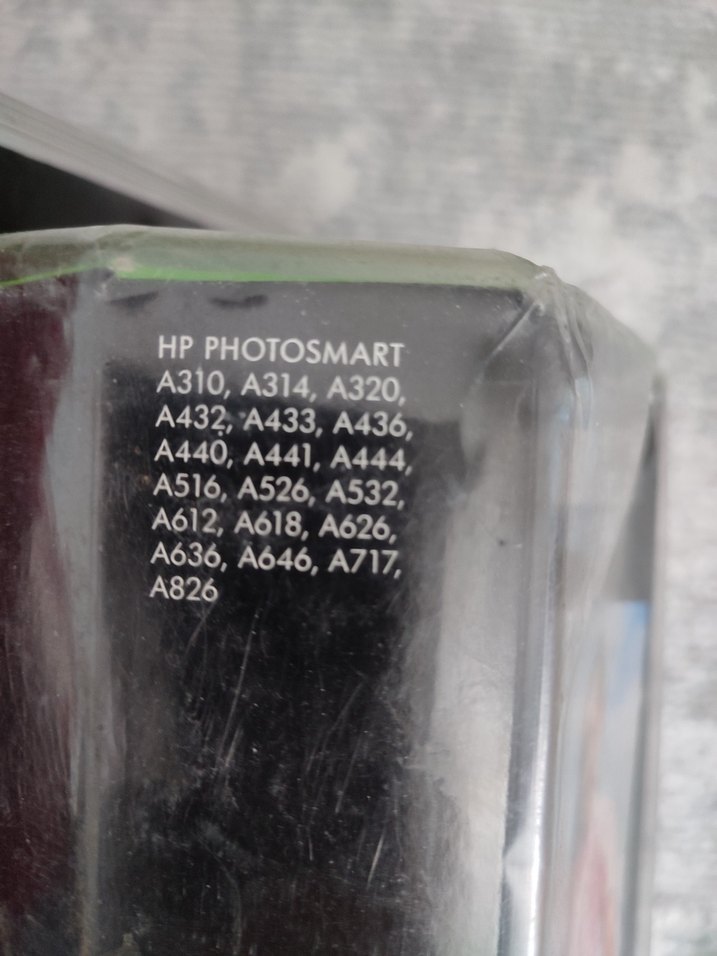 HP PHOTOSMART
A310, A314, A320,
A432, A433, A436,
A440, A441, A444,
A516, A526, A532,
A612, A618, A626,
A636, A646, A717,
A826